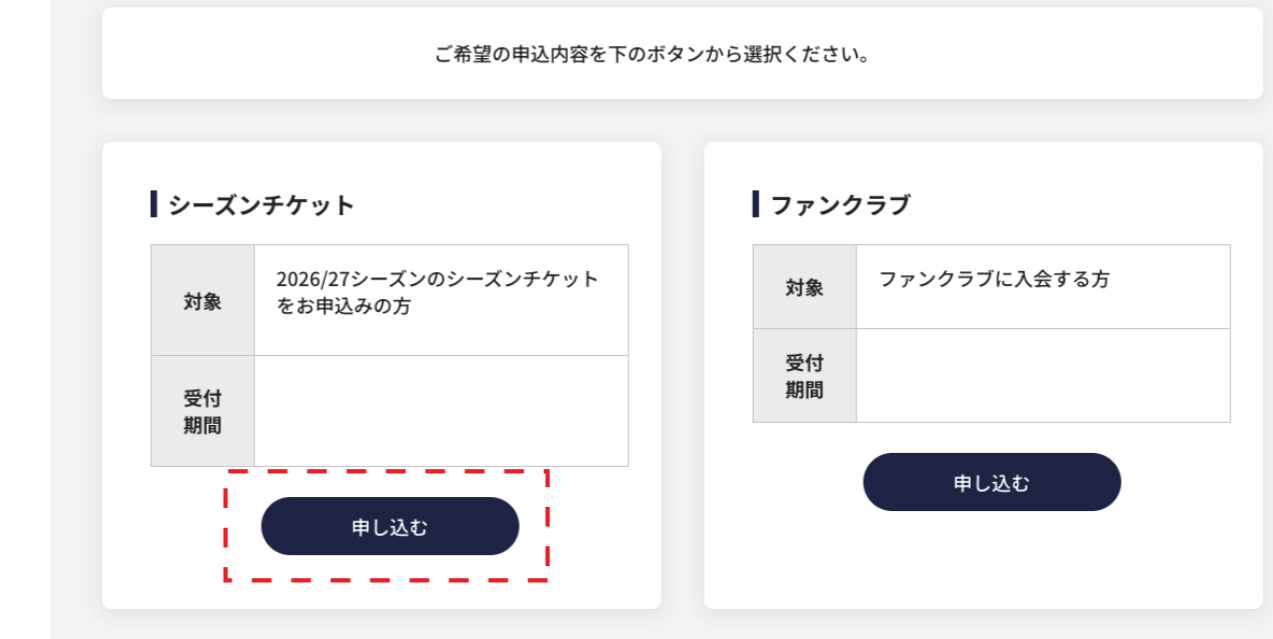 ご希望の申込内容を下のボタンから選択ください。
シーズンチケット
対象
2026/27シーズンのシーズンチケット
をお申込みの方
受付
期間
申し込む
ファンクラブ
対象
ファンクラブに入会する方
受付
期間
申し込む